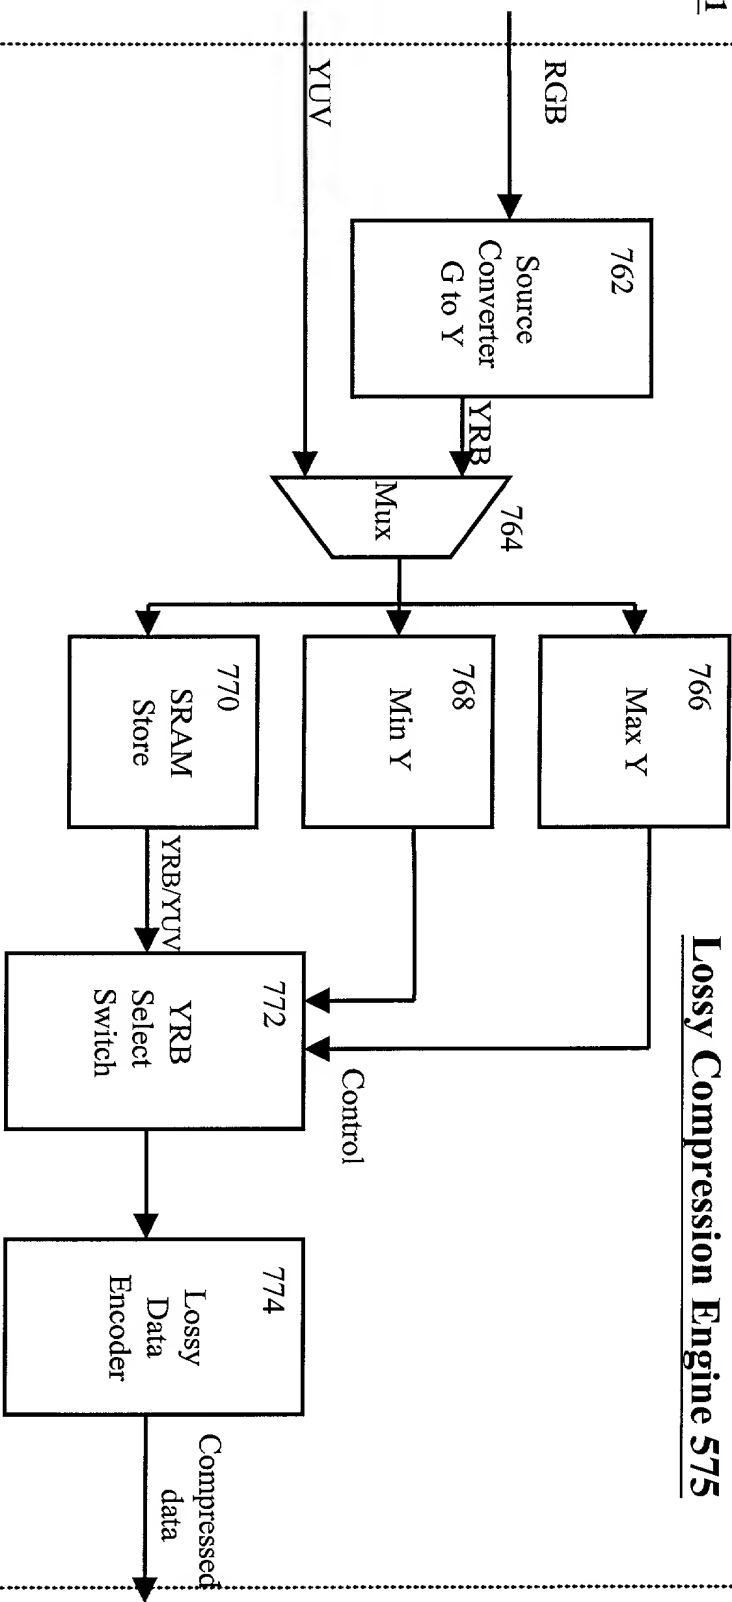 1
Lossy Compression Engine 575
RGB
762
Source
Converter
G to Y
YRB
YUV
764
Mux
766
Max Y
768
Min Y
770
SRAM
Store
YRB/YUV
Control
772
YRB
Select
Switch
774
Lossy
Data
Encoder
Compressed
data